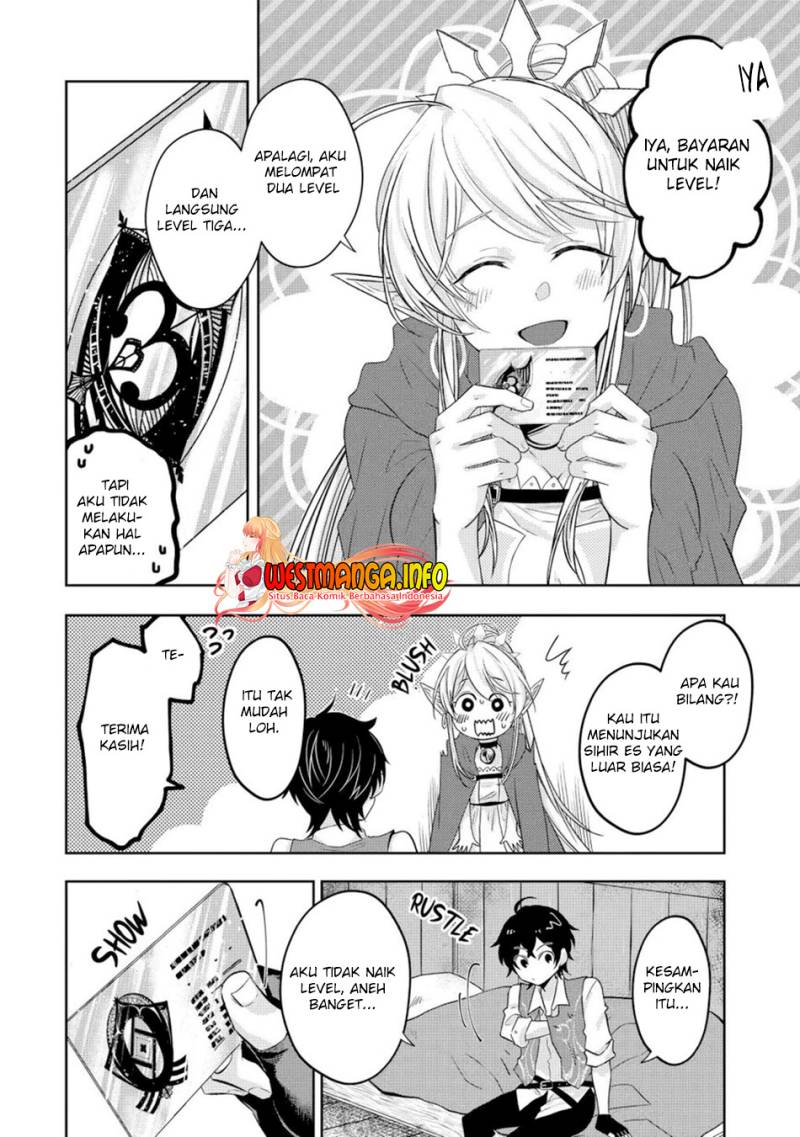 IYA
IYA, BAYARAN
UNTUK NAIK
LEVEL!
APALAGI, AKU
MELOMPAT
DUA LEVEL
DAN
LANGSUNG
LEVEL TIGA...
TAPI
AKU TIDAK
MELAKU-
KAN HAL
APAPUN...
WESTMANGA.INFO
Situs Baca Komik Berbahasa Indonesia
APA KAU
BILANG?!
KAU ITU
MENUNJUKAN
SIHIR ES YANG
LUAR BIASA!
BLUSH
ITU TAK
MUDAH
LOH.
TE-
TERIMA
KASIH!
KESAM-
PINGKAN
ITU...
RUSTLE
AKU TIDAK NAIK
LEVEL, ANEH
BANGET...
SHOW